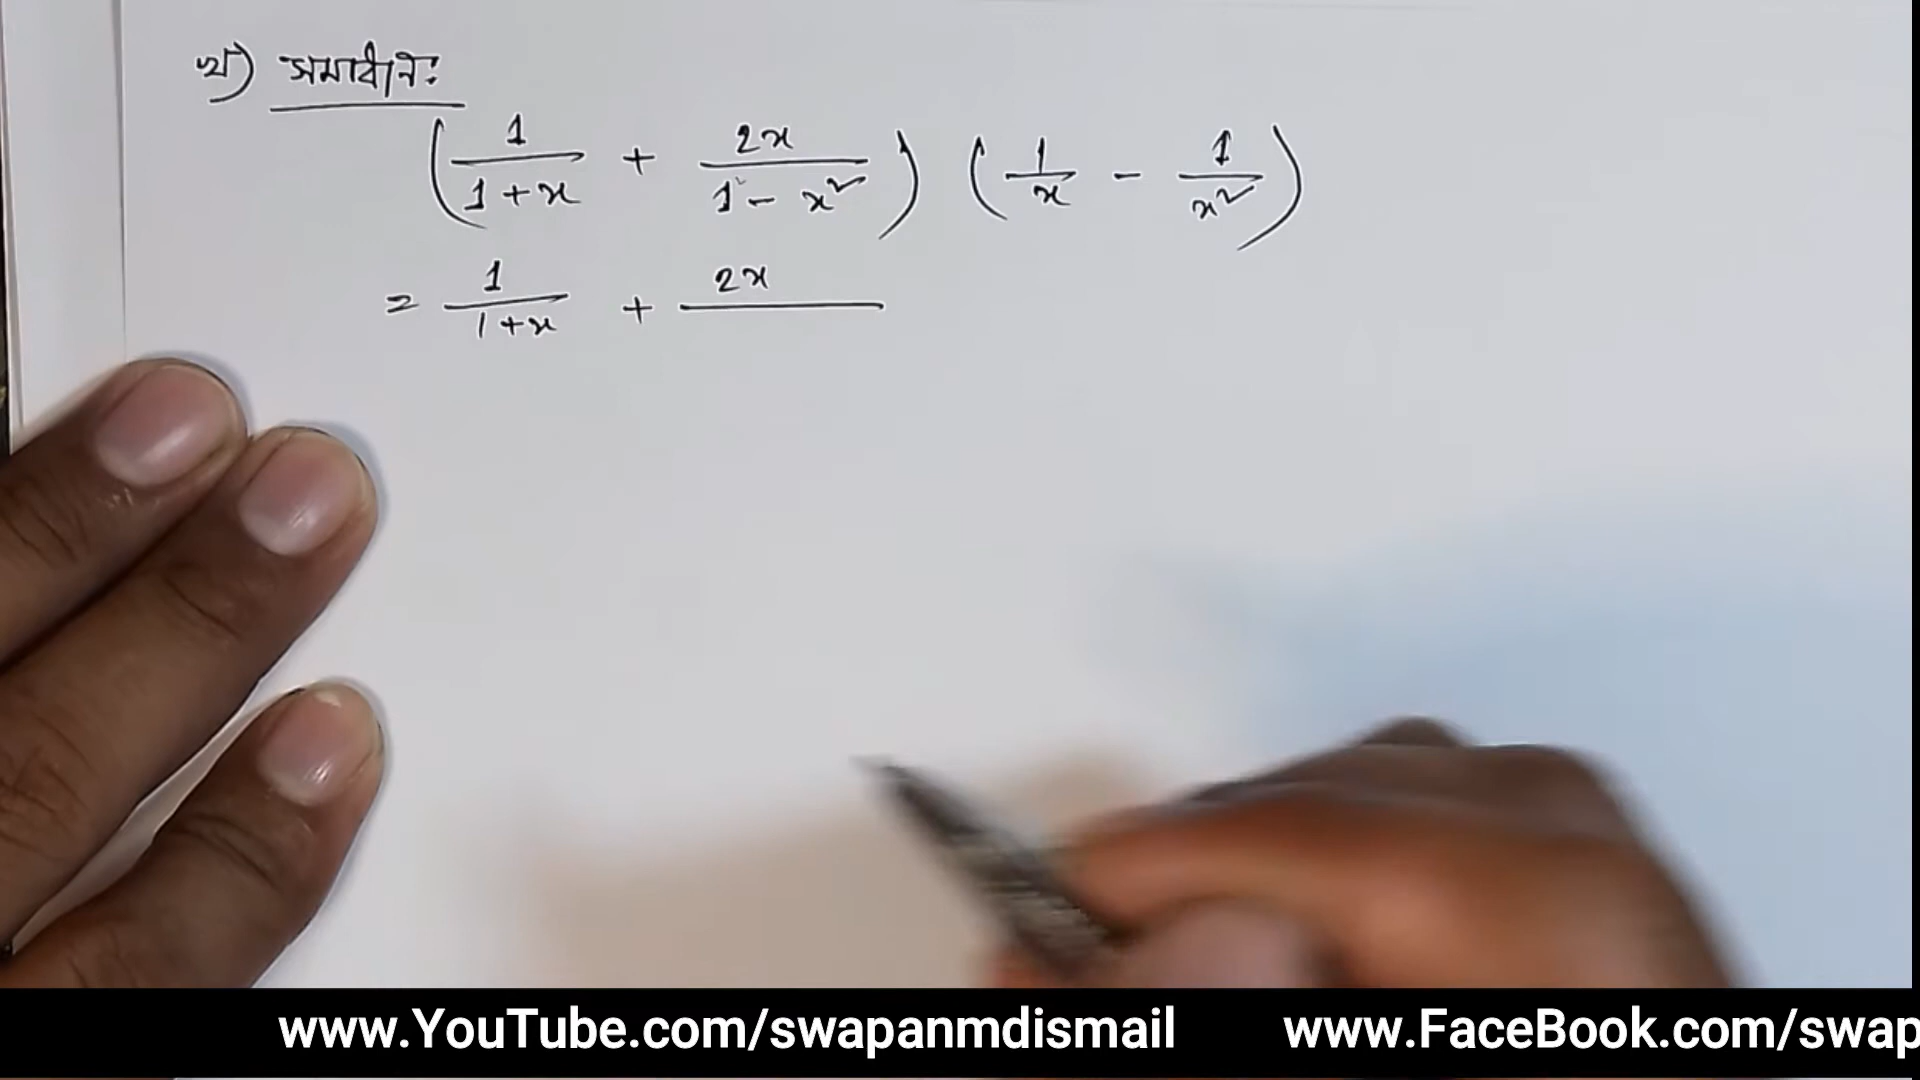 খ) সমাধান:
(1/(1+x) + 2x/(1²-x²)) (1/x - 1/x²)
= 1/(1+x) + 2x/
www.YouTube.com/swapanmdismail www.FaceBook.com/swap